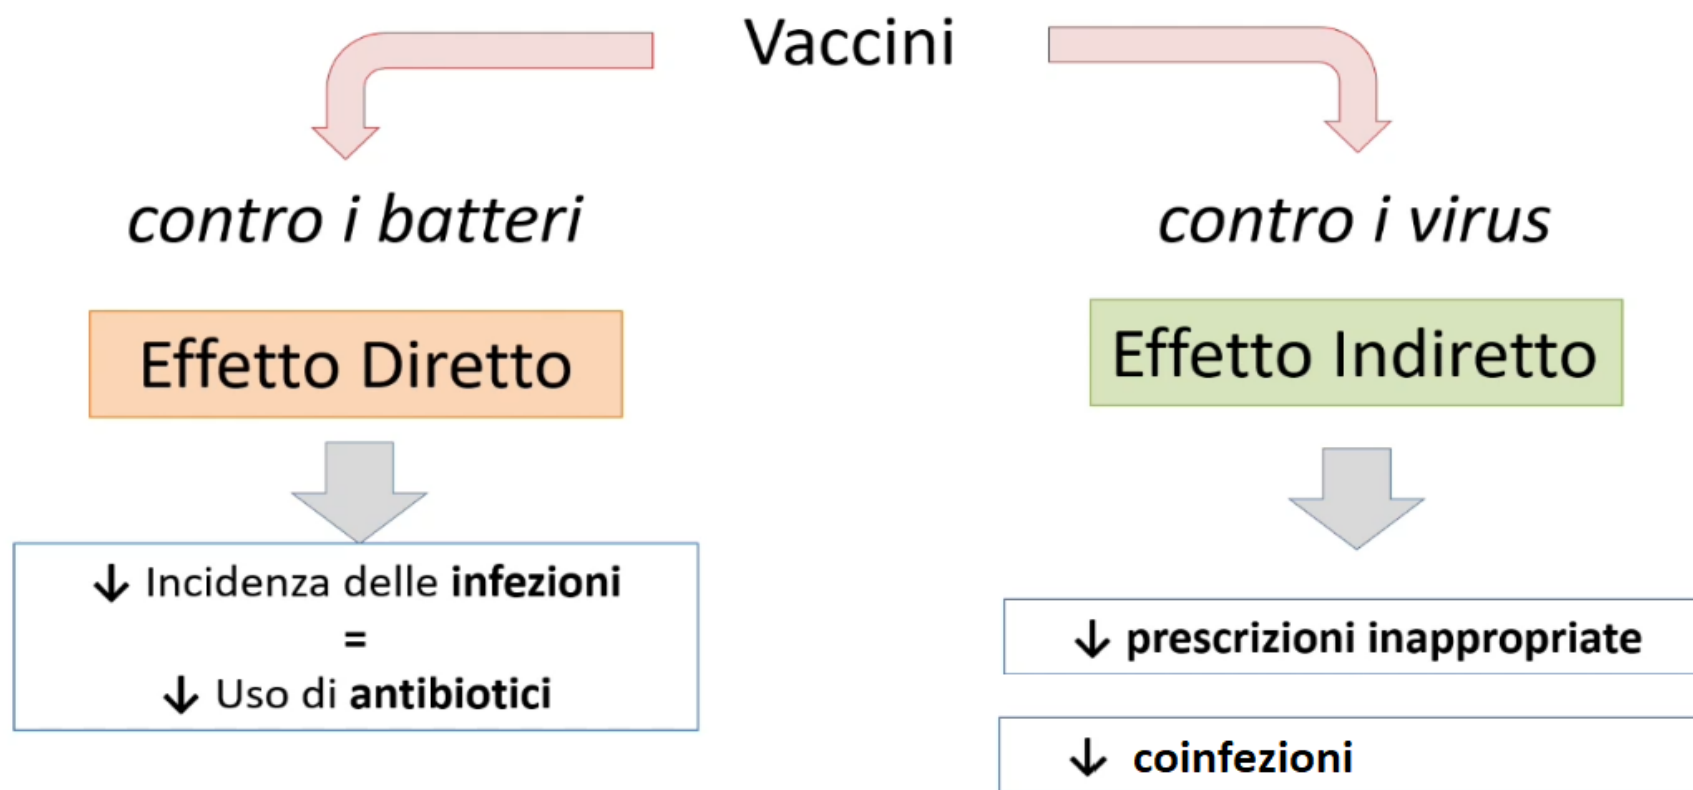 Vaccini
contro i batteri
Effetto Diretto
↓ Incidenza delle infezioni
=
↓ Uso di antibiotici
contro i virus
Effetto Indiretto
↓ prescrizioni inappropriate
↓ coinfezioni